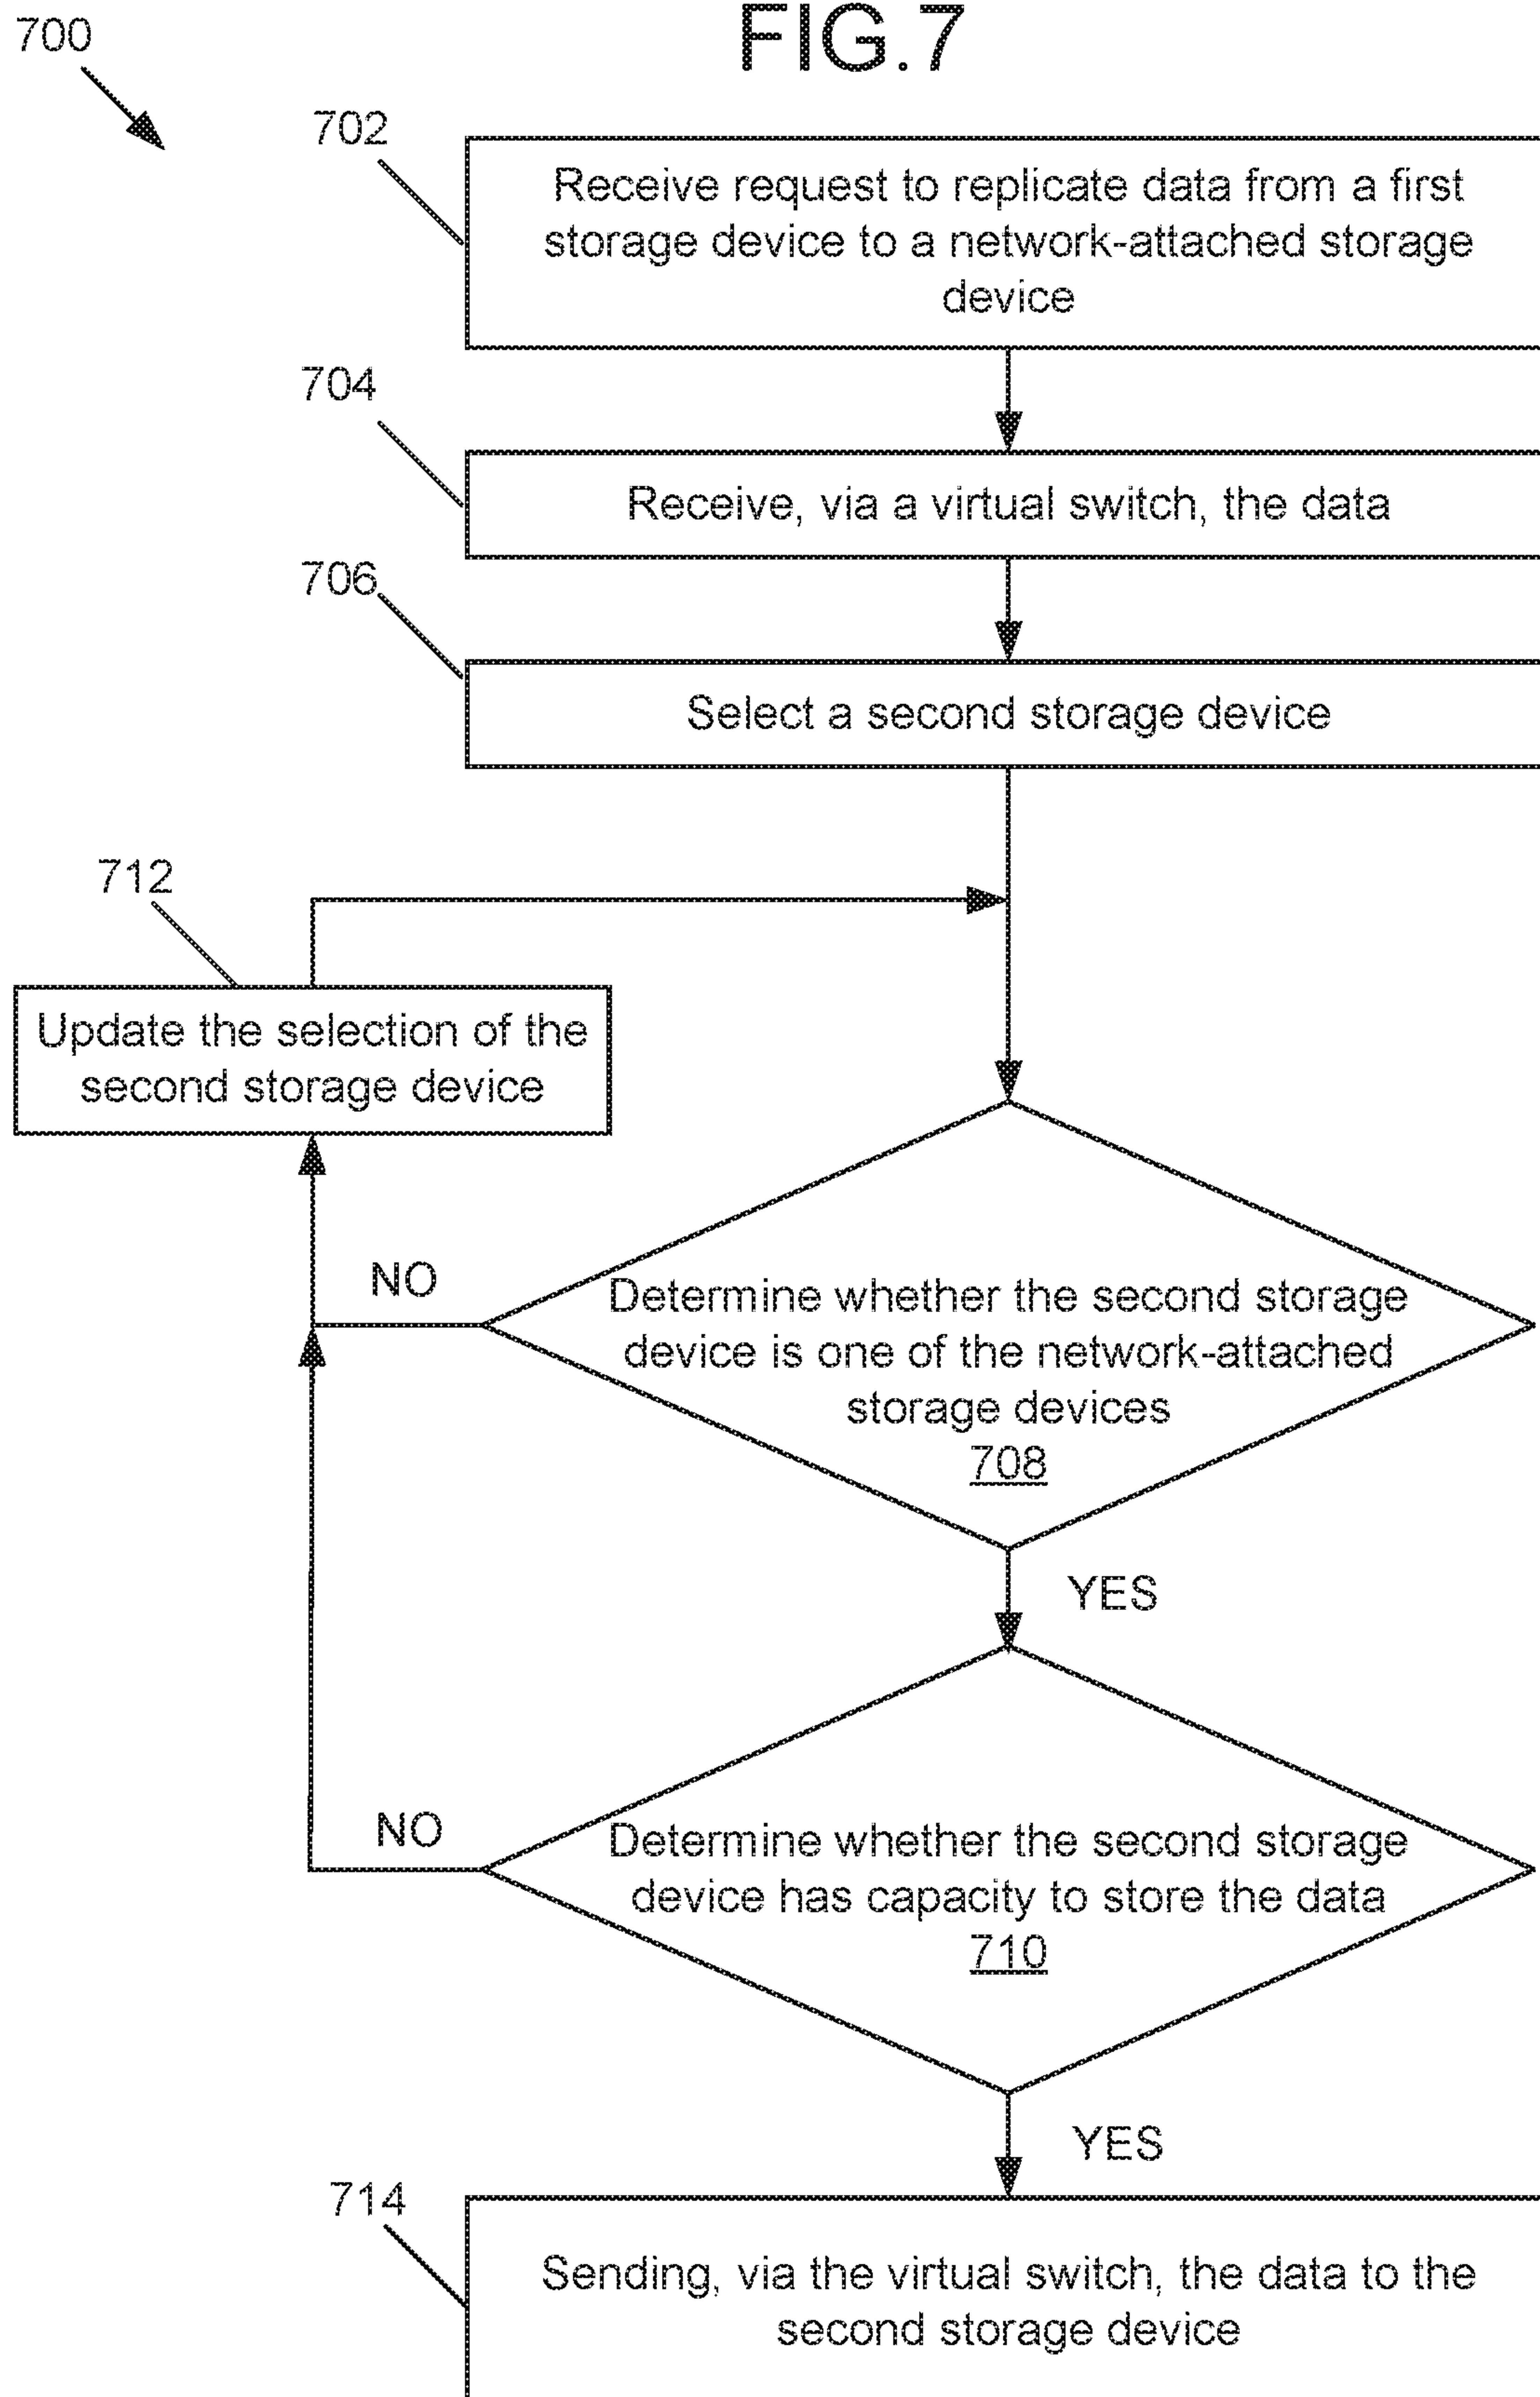 FIG.7
700
702
Receive request to replicate data from a first
storage device to a network-attached storage
device
704
Receive, via a virtual switch, the data
706
Select a second storage device
712
Update the selection of the
second storage device
NO
Determine whether the second storage
device is one of the network-attached
storage devices
708
YES
NO
Determine whether the second storage
device has capacity to store the data
710
YES
714
Sending, via the virtual switch, the data to the
second storage device